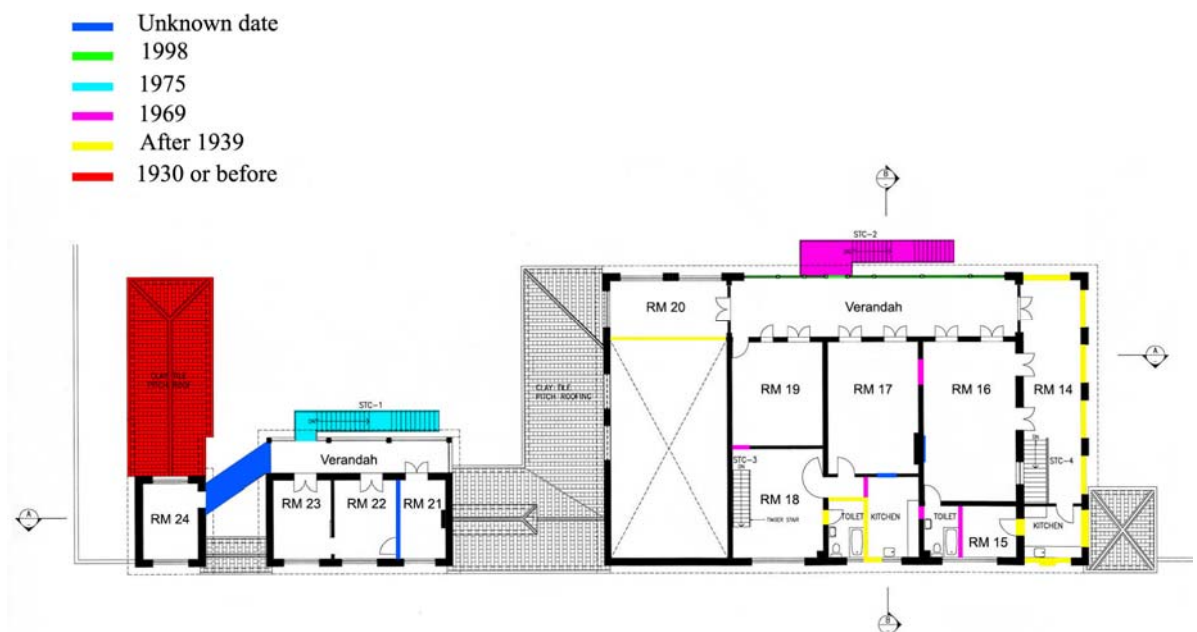 Unknown date
1998
1975
1969
After 1939
1930 or before
B
STC-2
RM 20
Verandah
A
CLAY TILE
PITCH ROOF
STC-1
CLAY TILE
PITCH ROOFING
RM 19
RM 17
RM 16
RM 14
Verandah
STC-3
DN
DN
STC-4
RM 24
RM 23
RM 22
RM 21
RM 18
TIMBER STAIR
TOILET
KITCHEN
TOILET
RM 15
KITCHEN
A
B